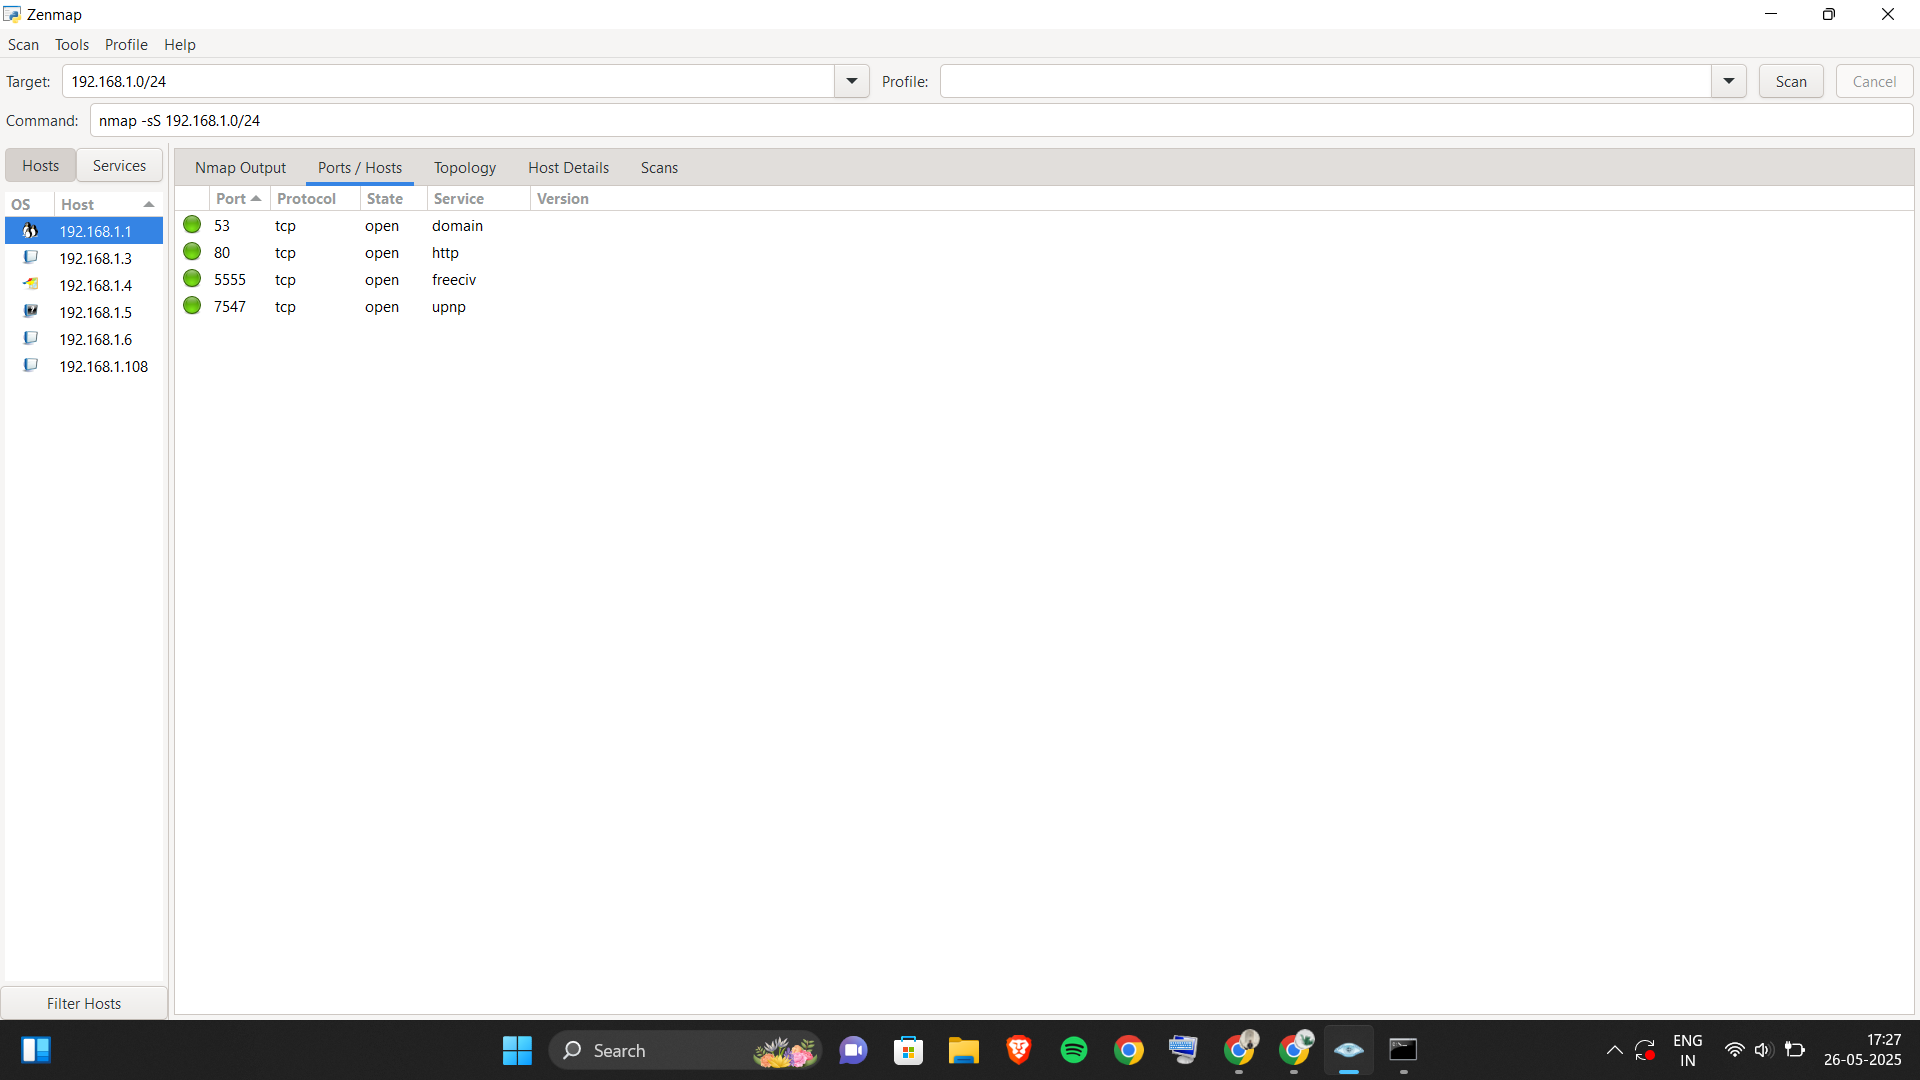 Zenmap
Scan Tools Profile Help
Target: 192.168.1.0/24 Profile: Scan Cancel
Command: nmap -sS 192.168.1.0/24
Hosts Services
Nmap Output Ports / Hosts Topology Host Details Scans
OS Host
192.168.1.1
192.168.1.3
192.168.1.4
192.168.1.5
192.168.1.6
192.168.1.108
Filter Hosts
Port Protocol State Service Version
53 tcp open domain
80 tcp open http
5555 tcp open freeciv
7547 tcp open upnp
Search
ENG
IN
17:27
26-05-2025